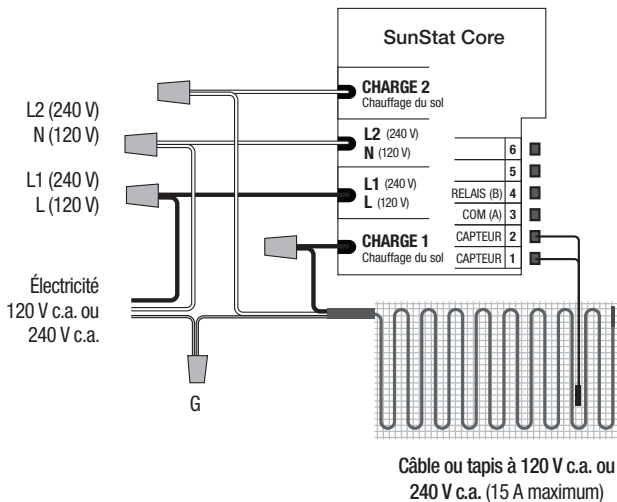 SunStat Core
CHARGE 2
Chauffage du sol
L2 (240 V)
N (120 V)
L2 (240 V)
N (120 V)
L1 (240 V)
L (120 V)
L1 (240 V)
L (120 V)
CHARGE 1
Chauffage du sol
6
5
RELAIS (B) 4
COM (A) 3
CAPTEUR 2
CAPTEUR 1
Électricité
120 V c.a. ou
240 V c.a.
G
Câble ou tapis à 120 V c.a. ou
240 V c.a. (15 A maximum)